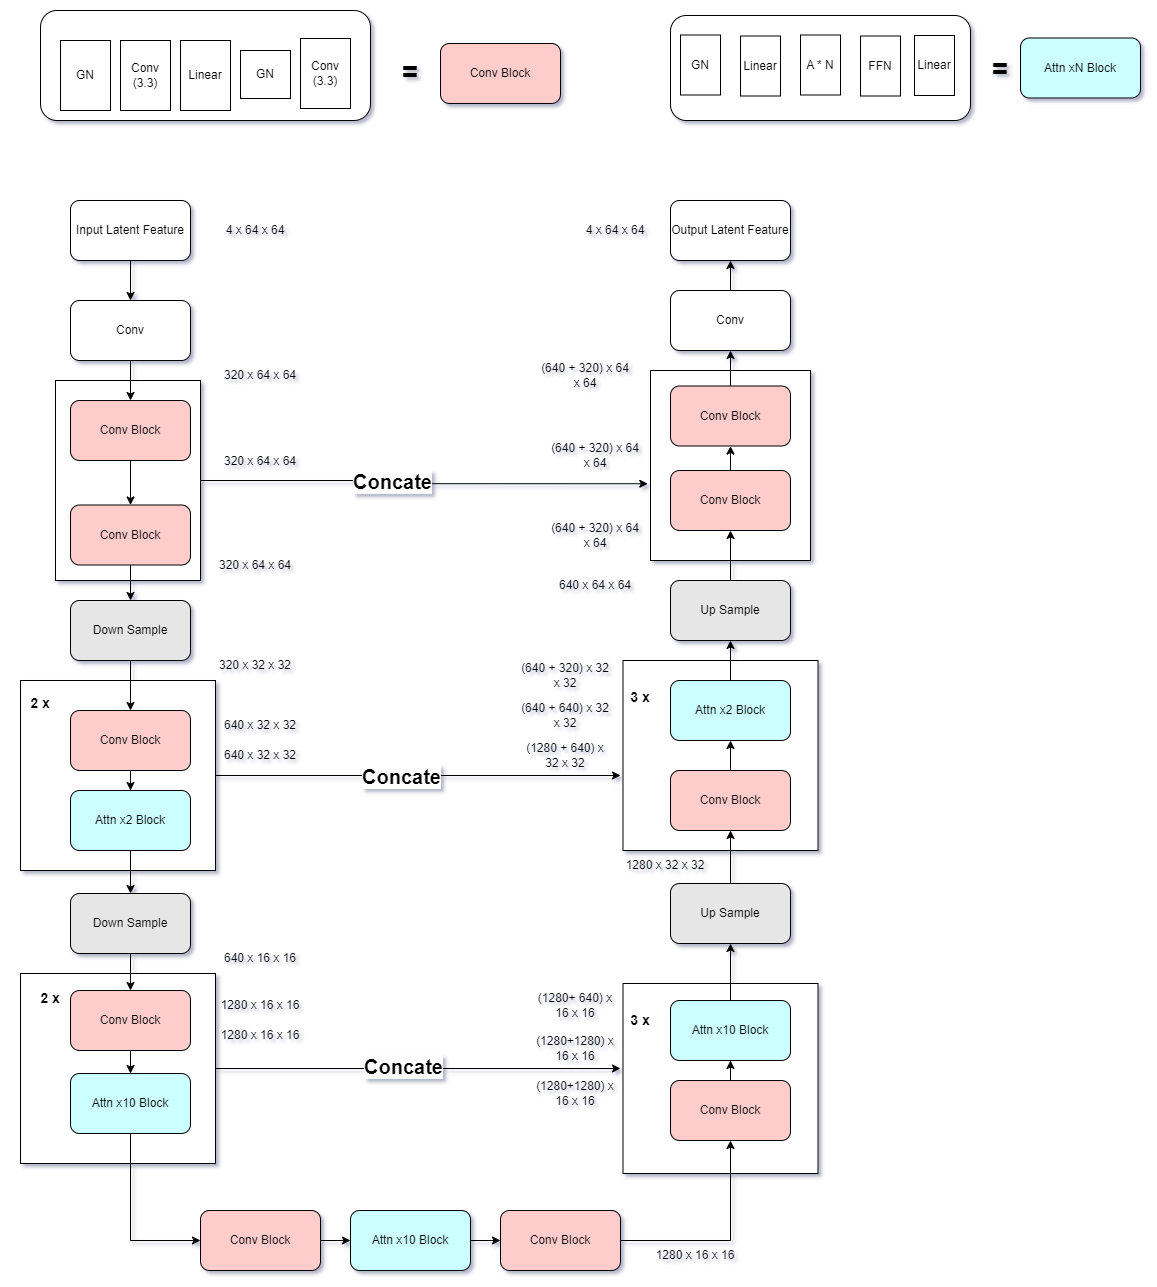 GN
Conv
(3.3)
Linear
GN
Conv
(3.3)
=
Conv Block
GN
Linear
A * N
FFN
Linear
=
Attn xN Block
Input Latent Feature
4 x 64 x 64
Conv
320 x 64 x 64
Conv Block
320 x 64 x 64
Conv Block
320 x 64 x 64
Down Sample
320 x 32 x 32
2 x
Conv Block
640 x 32 x 32
640 x 32 x 32
Attn x2 Block
Down Sample
640 x 16 x 16
2 x
Conv Block
1280 x 16 x 16
1280 x 16 x 16
Attn x10 Block
Concate
Concate
Concate
Conv Block
Attn x10 Block
Conv Block
1280 x 16 x 16
4 x 64 x 64
Output Latent Feature
Conv
(640 + 320) x 64
x 64
Conv Block
(640 + 320) x 64
x 64
Conv Block
(640 + 320) x 64
x 64
640 x 64 x 64
Up Sample
(640 + 320) x 32
x 32
3 x
Attn x2 Block
(640 + 640) x 32
x 32
(1280 + 640) x
32 x 32
Conv Block
1280 x 32 x 32
Up Sample
(1280+ 640) x
16 x 16
3 x
Attn x10 Block
(1280+1280) x
16 x 16
(1280+1280) x
16 x 16
Conv Block